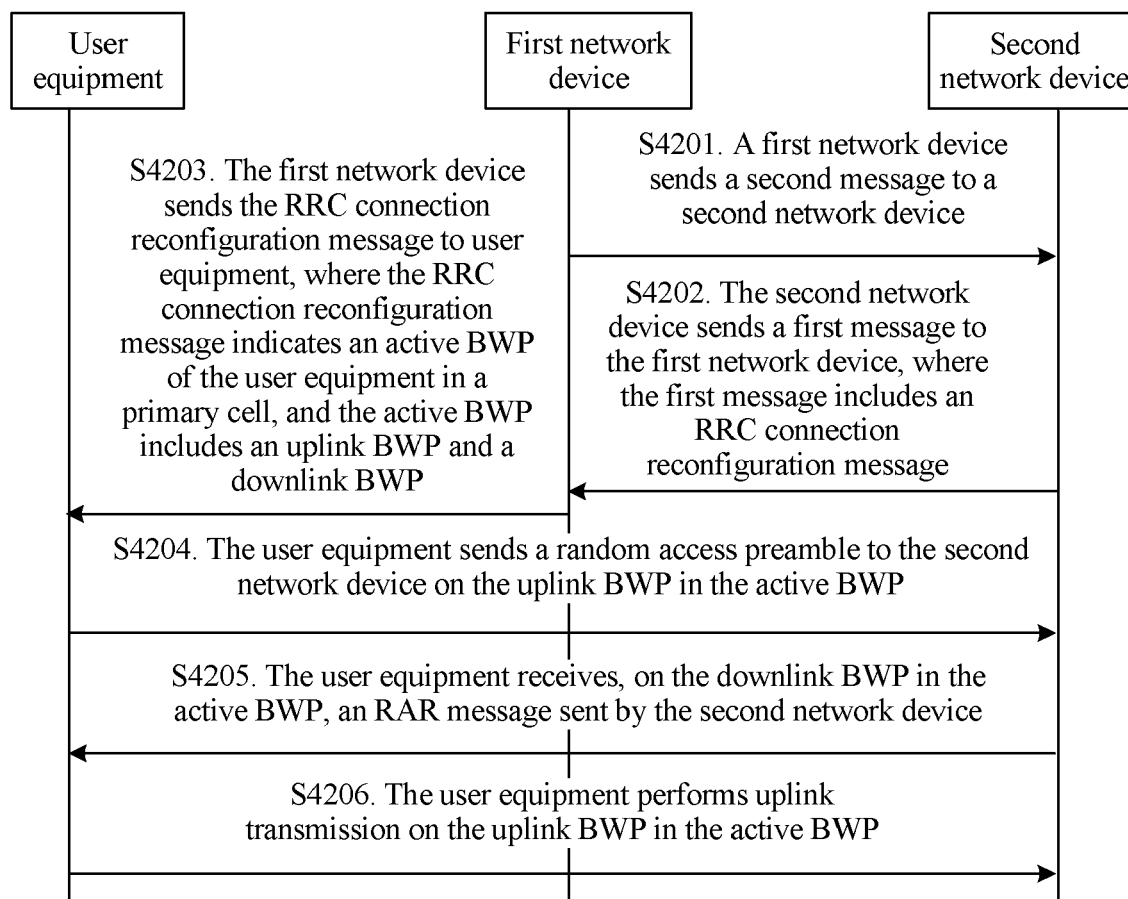 User
equipment
First network
device
Second
network device
S4201. A first network device
sends a second message to a
second network device
S4202. The second network
device sends a first message to
the first network device, where
the first message includes an
RRC connection
reconfiguration message
S4203. The first network device
sends the RRC connection
reconfiguration message to user
equipment, where the RRC
connection reconfiguration
message indicates an active BWP
of the user equipment in a
primary cell, and the active BWP
includes an uplink BWP and a
downlink BWP
S4204. The user equipment sends a random access preamble to the second
network device on the uplink BWP in the active BWP
S4205. The user equipment receives, on the downlink BWP in the
active BWP, an RAR message sent by the second network device
S4206. The user equipment performs uplink
transmission on the uplink BWP in the active BWP